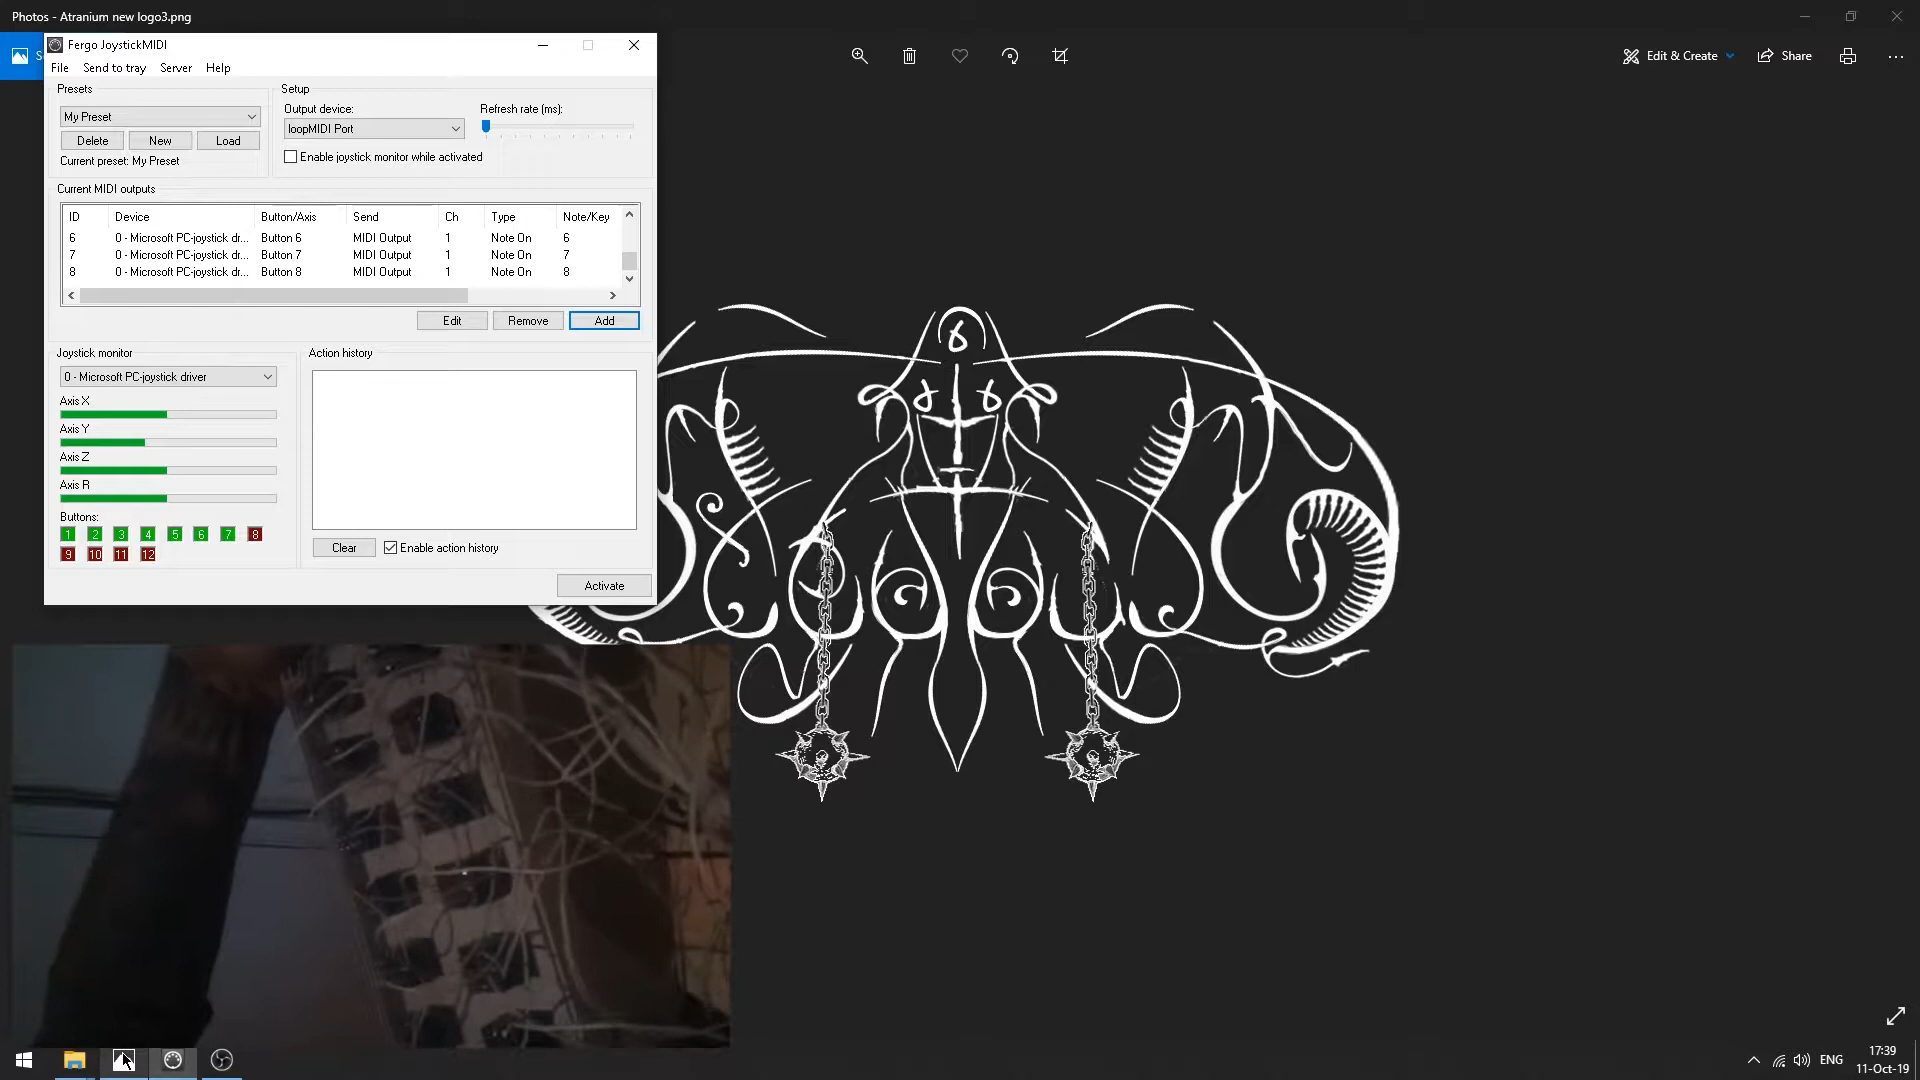 Photos - Atranium new logo3.png
Fergo JoystickMIDI
File Send to tray Server Help
Edit & Create Share
Presets
My Preset
Delete New Load
Current preset: My Preset
Setup
Output device:
loopMIDI Port
Refresh rate (ms):
Enable joystick monitor while activated
Current MIDI outputs
ID Device Button/Axis Send Ch Type Note/Key
6 0 - Microsoft PC-joystick dr... Button 6 MIDI Output 1 Note On 6
7 0 - Microsoft PC-joystick dr... Button 7 MIDI Output 1 Note On 7
8 0 - Microsoft PC-joystick dr... Button 8 MIDI Output 1 Note On 8
Edit Remove Add
Joystick monitor
0 - Microsoft PC-joystick driver
Axis X
Axis Y
Axis Z
Axis R
Buttons:
1 2 3 4 5 6 7 8
9 10 11 12
Action history
Clear Enable action history
Activate
ENG
17:39
11-Oct-19